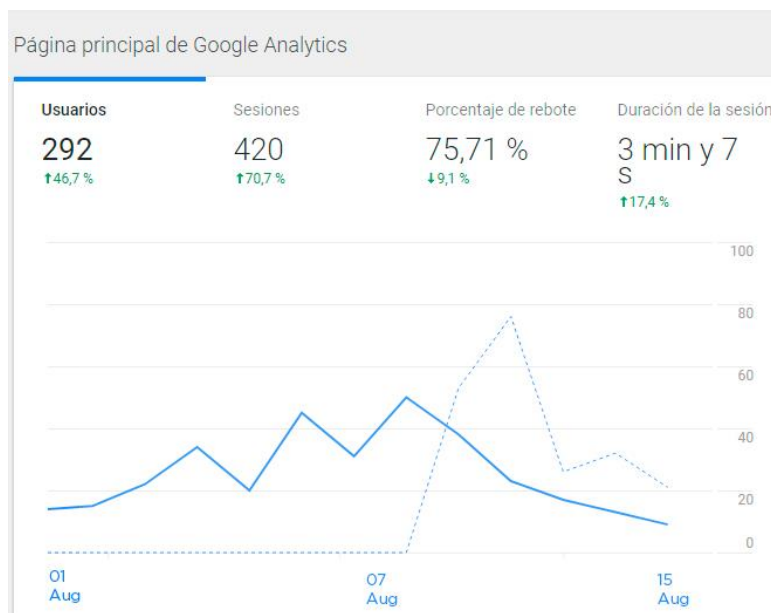 Página principal de Google Analytics
Usuarios
Sesiones
Porcentaje de rebote
Duración de la sesión
292
420
75,71 %
3 min y 7
s
↑46,7 %
↑70,7 %
↓9,1 %
↑17,4 %
100
80
60
40
20
0
01
Aug
07
Aug
15
Aug